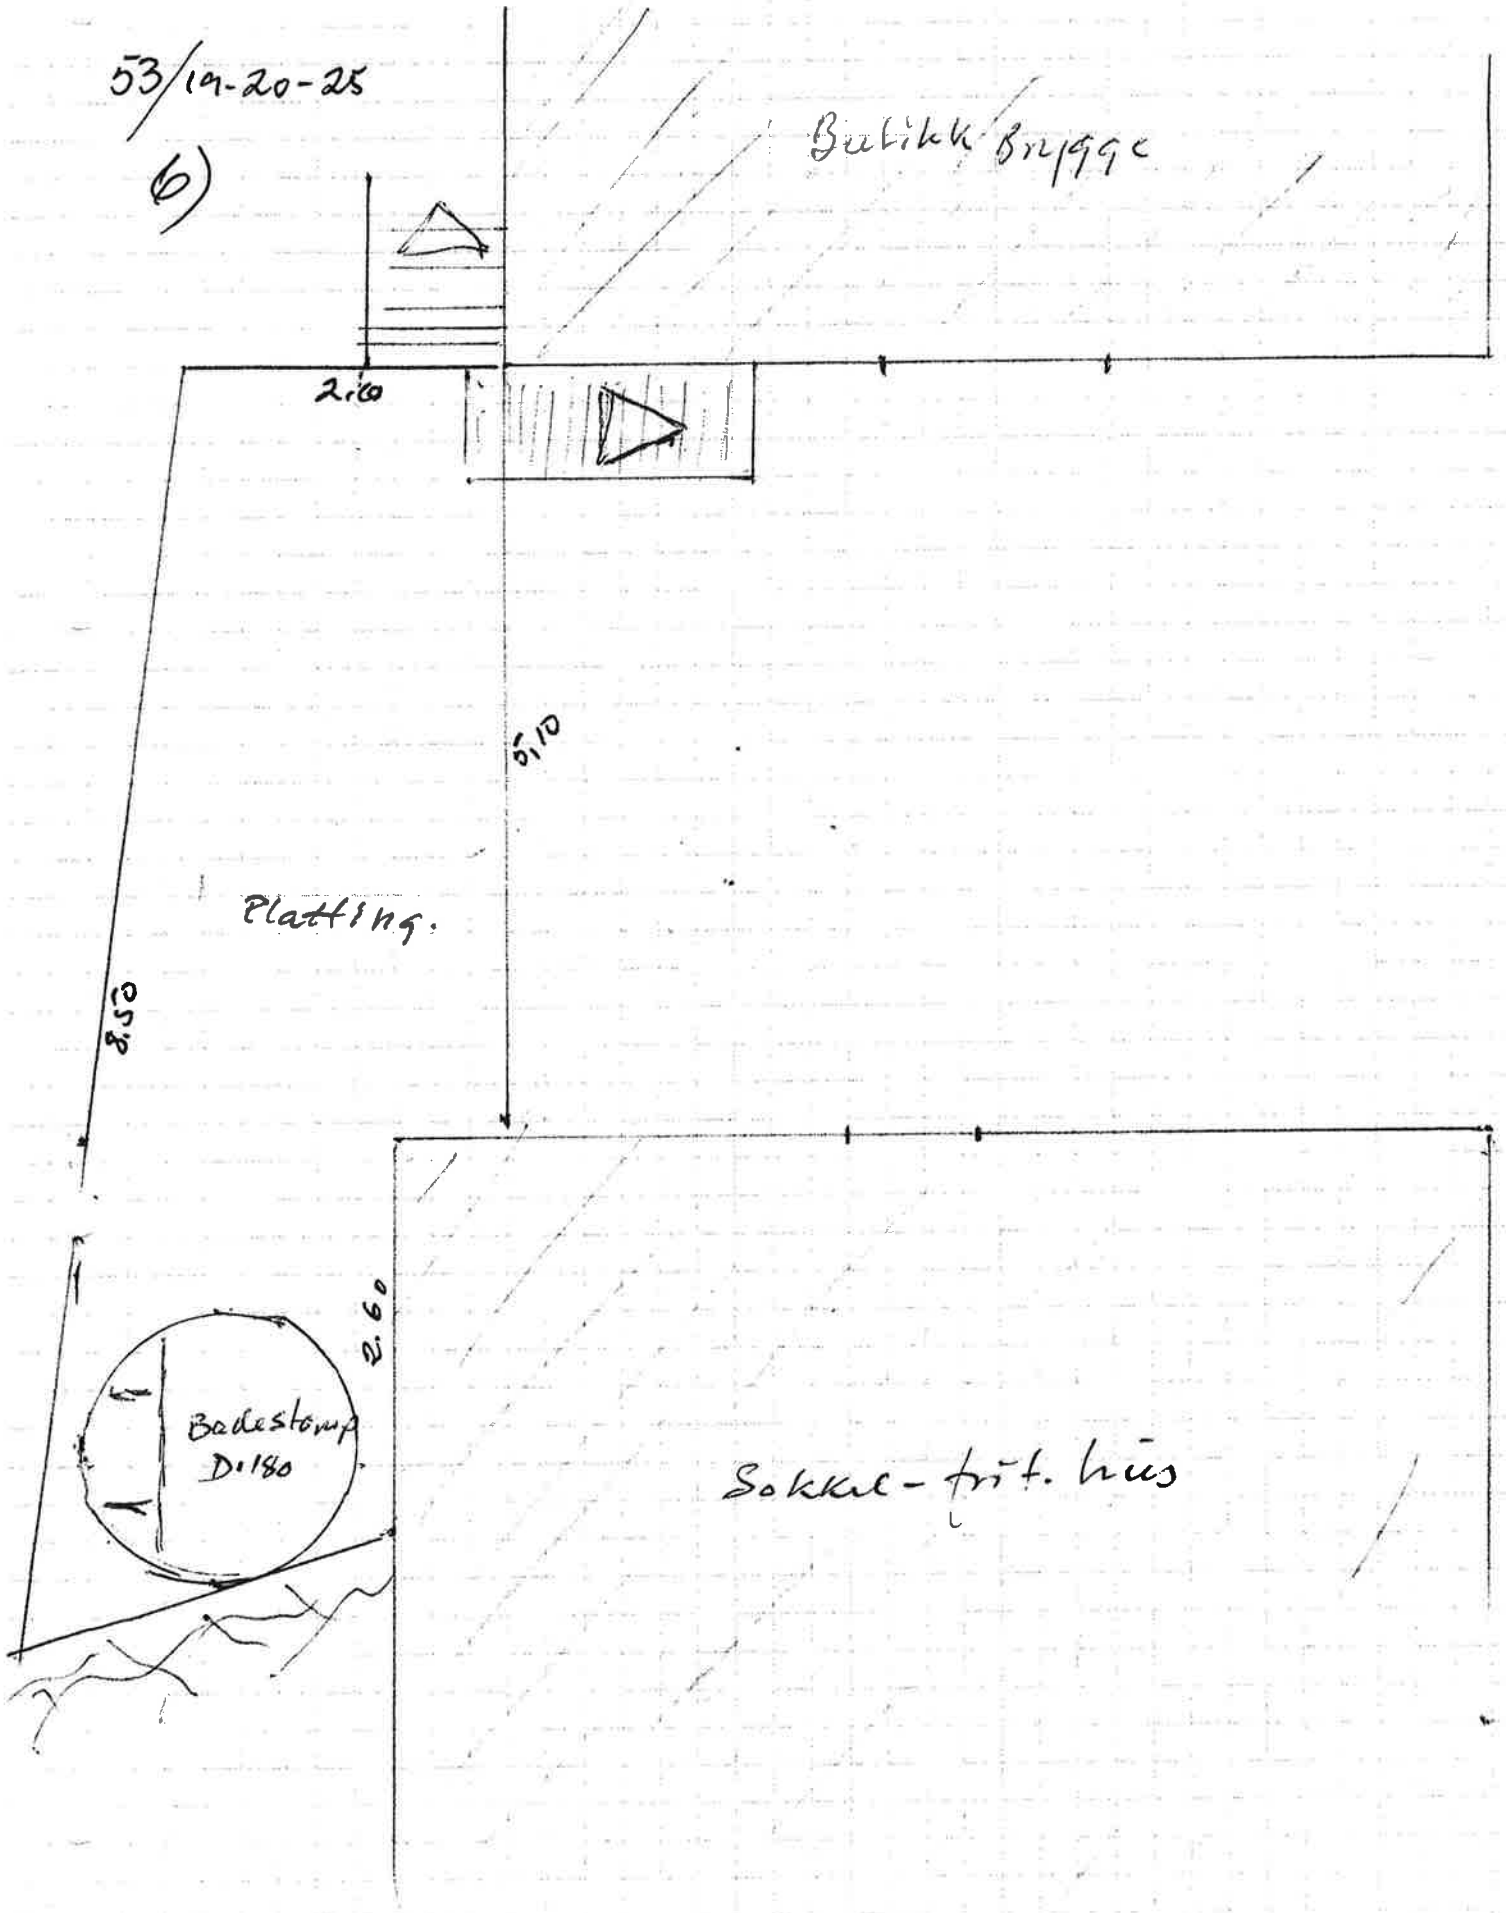 53/19-20-25
6)
Butikk Brygge
2,60
5,10
Platting.
8.50
2.60
Badestamp
D.180
Sokkel - frit. hus